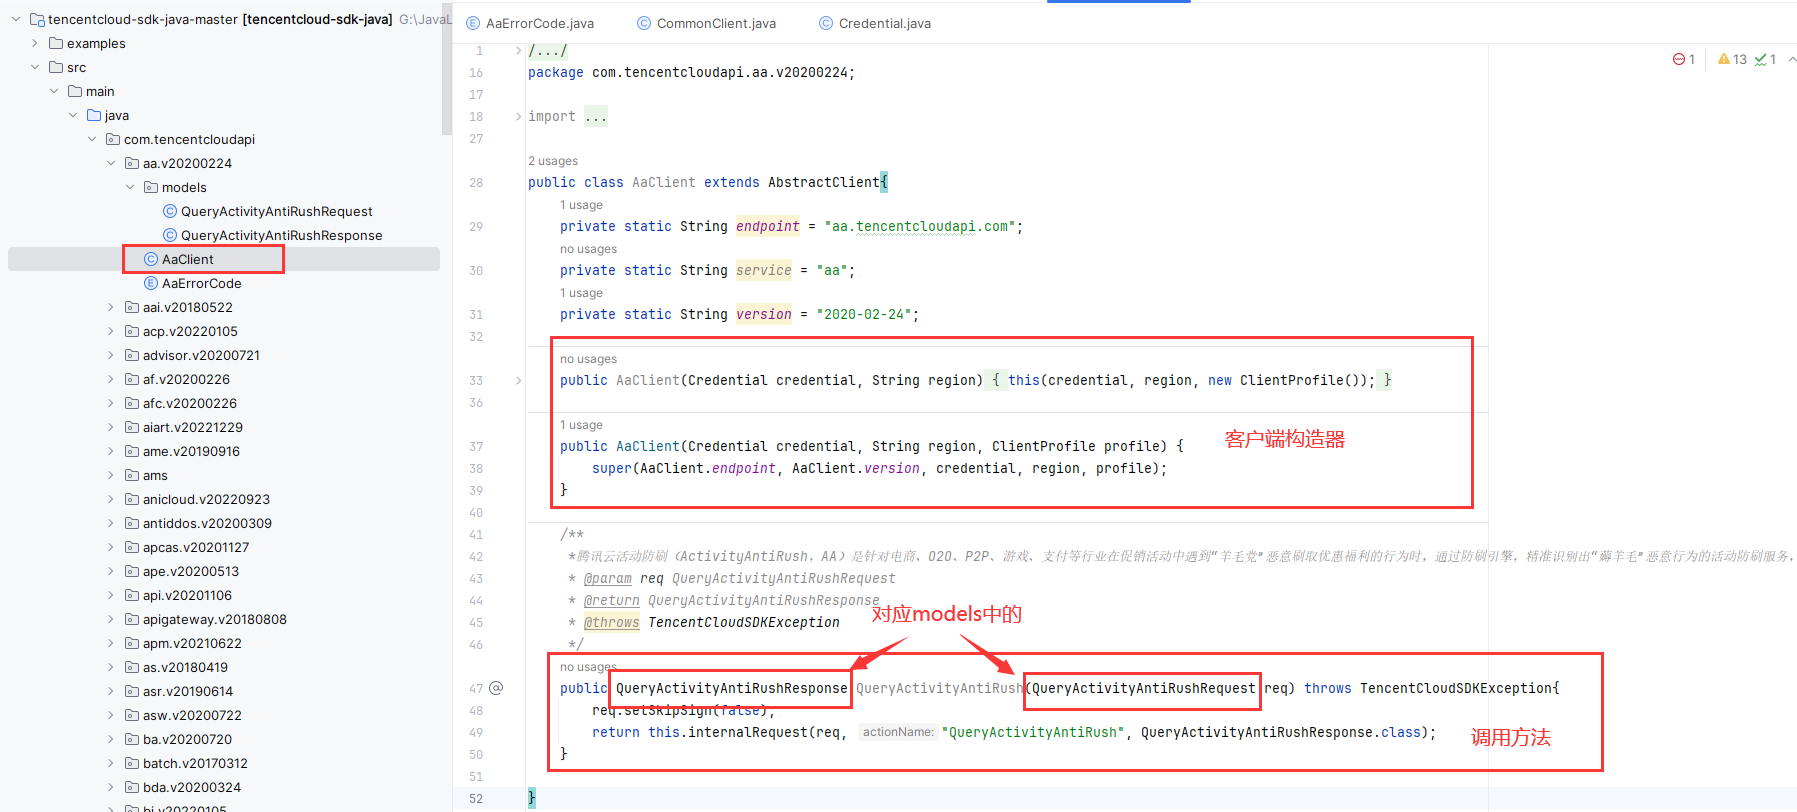 tencentcloud-sdk-java-master [tencentcloud-sdk-java] G:\JavaL
examples
src
main
java
com.tencentcloudapi
aa.v20200224
models
QueryActivityAntiRushRequest
QueryActivityAntiRushResponse
AaClient
AaErrorCode
aai.v20180522
acp.v20220105
advisor.v20200721
af.v20200226
afc.v20200226
aiart.v20221229
ame.v20190916
ams
anicloud.v20220923
antiddos.v20200309
apcas.v20201127
ape.v20200513
api.v20201106
apigateway.v20180808
apm.v20210622
as.v20180419
asr.v20190614
asw.v20200722
ba.v20200720
batch.v20170312
bda.v20200324
bi.v20220105
AaErrorCode.java CommonClient.java Credential.java
1 13 1
1 /.../
16 package com.tencentcloudapi.aa.v20200224;
17
18 import ...
27
2 usages
28 public class AaClient extends AbstractClient{
1 usage
29 private static String endpoint = "aa.tencentcloudapi.com";
no usages
30 private static String service = "aa";
1 usage
31 private static String version = "2020-02-24";
32
no usages
33 public AaClient(Credential credential, String region) { this(credential, region, new ClientProfile()); }
36
1 usage
37 public AaClient(Credential credential, String region, ClientProfile profile) {
客户端构造器
38 super(AaClient.endpoint, AaClient.version, credential, region, profile);
39 }
40
41 /**
42 *腾讯云活动防刷（ActivityAntiRush，AA）是针对电商、O2O、P2P、游戏、支付等行业在促销活动中遇到“羊毛党”恶意刷取优惠福利的行为时，通过防刷引擎，精准识别出“薅羊毛”恶意行为的活动防刷服务，
43 * @param req QueryActivityAntiRushRequest
44 * @return QueryActivityAntiRushResponse
对应models中的
45 * @throws TencentCloudSDKException
46 */
no usages
47 public QueryActivityAntiRushResponse QueryActivityAntiRush(QueryActivityAntiRushRequest req) throws TencentCloudSDKException{
48 req.setSkipSign(false);
49 return this.internalRequest(req, actionName: "QueryActivityAntiRush", QueryActivityAntiRushResponse.class);
调用方法
50 }
51
52 }